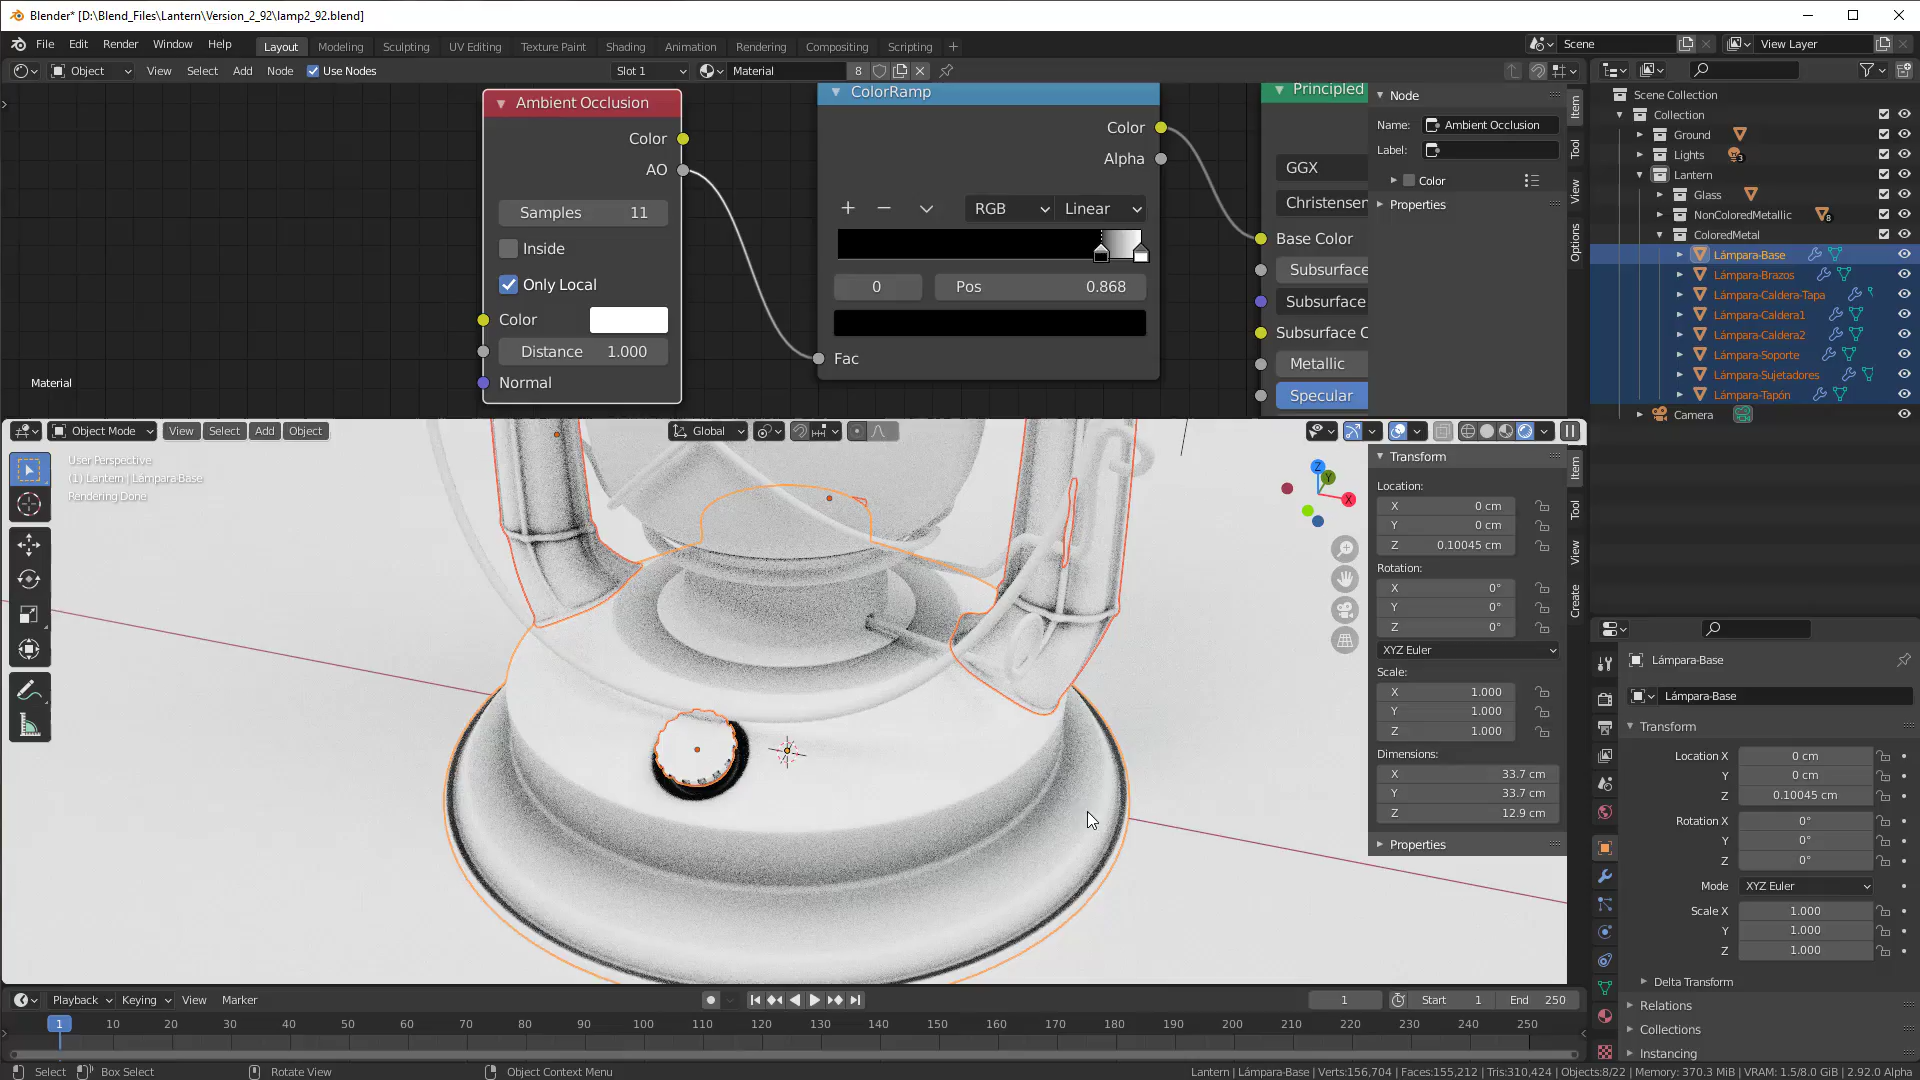 Blender* [D:\Blend_Files\Lantern\Version_2_92\lamp2_92.blend]
File Edit Render Window Help Layout Modeling Sculpting UV Editing Texture Paint Shading Animation Rendering Compositing Scripting + Scene View Layer
Object View Select Add Node Use Nodes Slot 1 Material 8
Ambient Occlusion
Color
AO
Samples 11
Inside
Only Local
Color
Distance 1.000
Normal
Material
ColorRamp
Color
Alpha
RGB Linear
0 Pos 0.868
Fac
Principled
GGX
Christensen
Base Color
Subsurface
Subsurface
Subsurface C
Metallic
Specular
Node
Name: Ambient Occlusion
Label:
Color
Properties
Item
Tool
View
Options
Scene Collection
Collection
Ground
Lights 3
Lantern
Glass
NonColoredMetallic 8
ColoredMetal
Lámpara-Base
Lámpara-Brazos
Lámpara-Caldera-Tapa
Lámpara-Caldera1
Lámpara-Caldera2
Lámpara-Soporte
Lámpara-Sujetadores
Lámpara-Tapón
Camera
Object Mode View Select Add Object Global
User Perspective
(1) Lantern | Lámpara-Base
Rendering Done
Z
Y
X
Transform
Location:
X 0 cm
Y 0 cm
Z 0.10045 cm
Rotation:
X 0°
Y 0°
Z 0°
XYZ Euler
Scale:
X 1.000
Y 1.000
Z 1.000
Dimensions:
X 33.7 cm
Y 33.7 cm
Z 12.9 cm
Properties
Item
Tool
View
Create
Lámpara-Base
Lámpara-Base
Transform
Location X 0 cm
Y 0 cm
Z 0.10045 cm
Rotation X 0°
Y 0°
Z 0°
Mode XYZ Euler
Scale X 1.000
Y 1.000
Z 1.000
Delta Transform
Relations
Collections
Instancing
Playback Keying View Marker 1 Start 1 End 250
1 10 20 30 40 50 60 70 80 90 100 110 120 130 140 150 160 170 180 190 200 210 220 230 240 250
Select Box Select Rotate View Object Context Menu Lantern | Lámpara-Base | Verts:156,704 | Faces:155,212 | Tris:310,424 | Objects:8/22 | Memory: 370.3 MiB | VRAM: 1.5/8.0 GiB | 2.92.0 Alpha